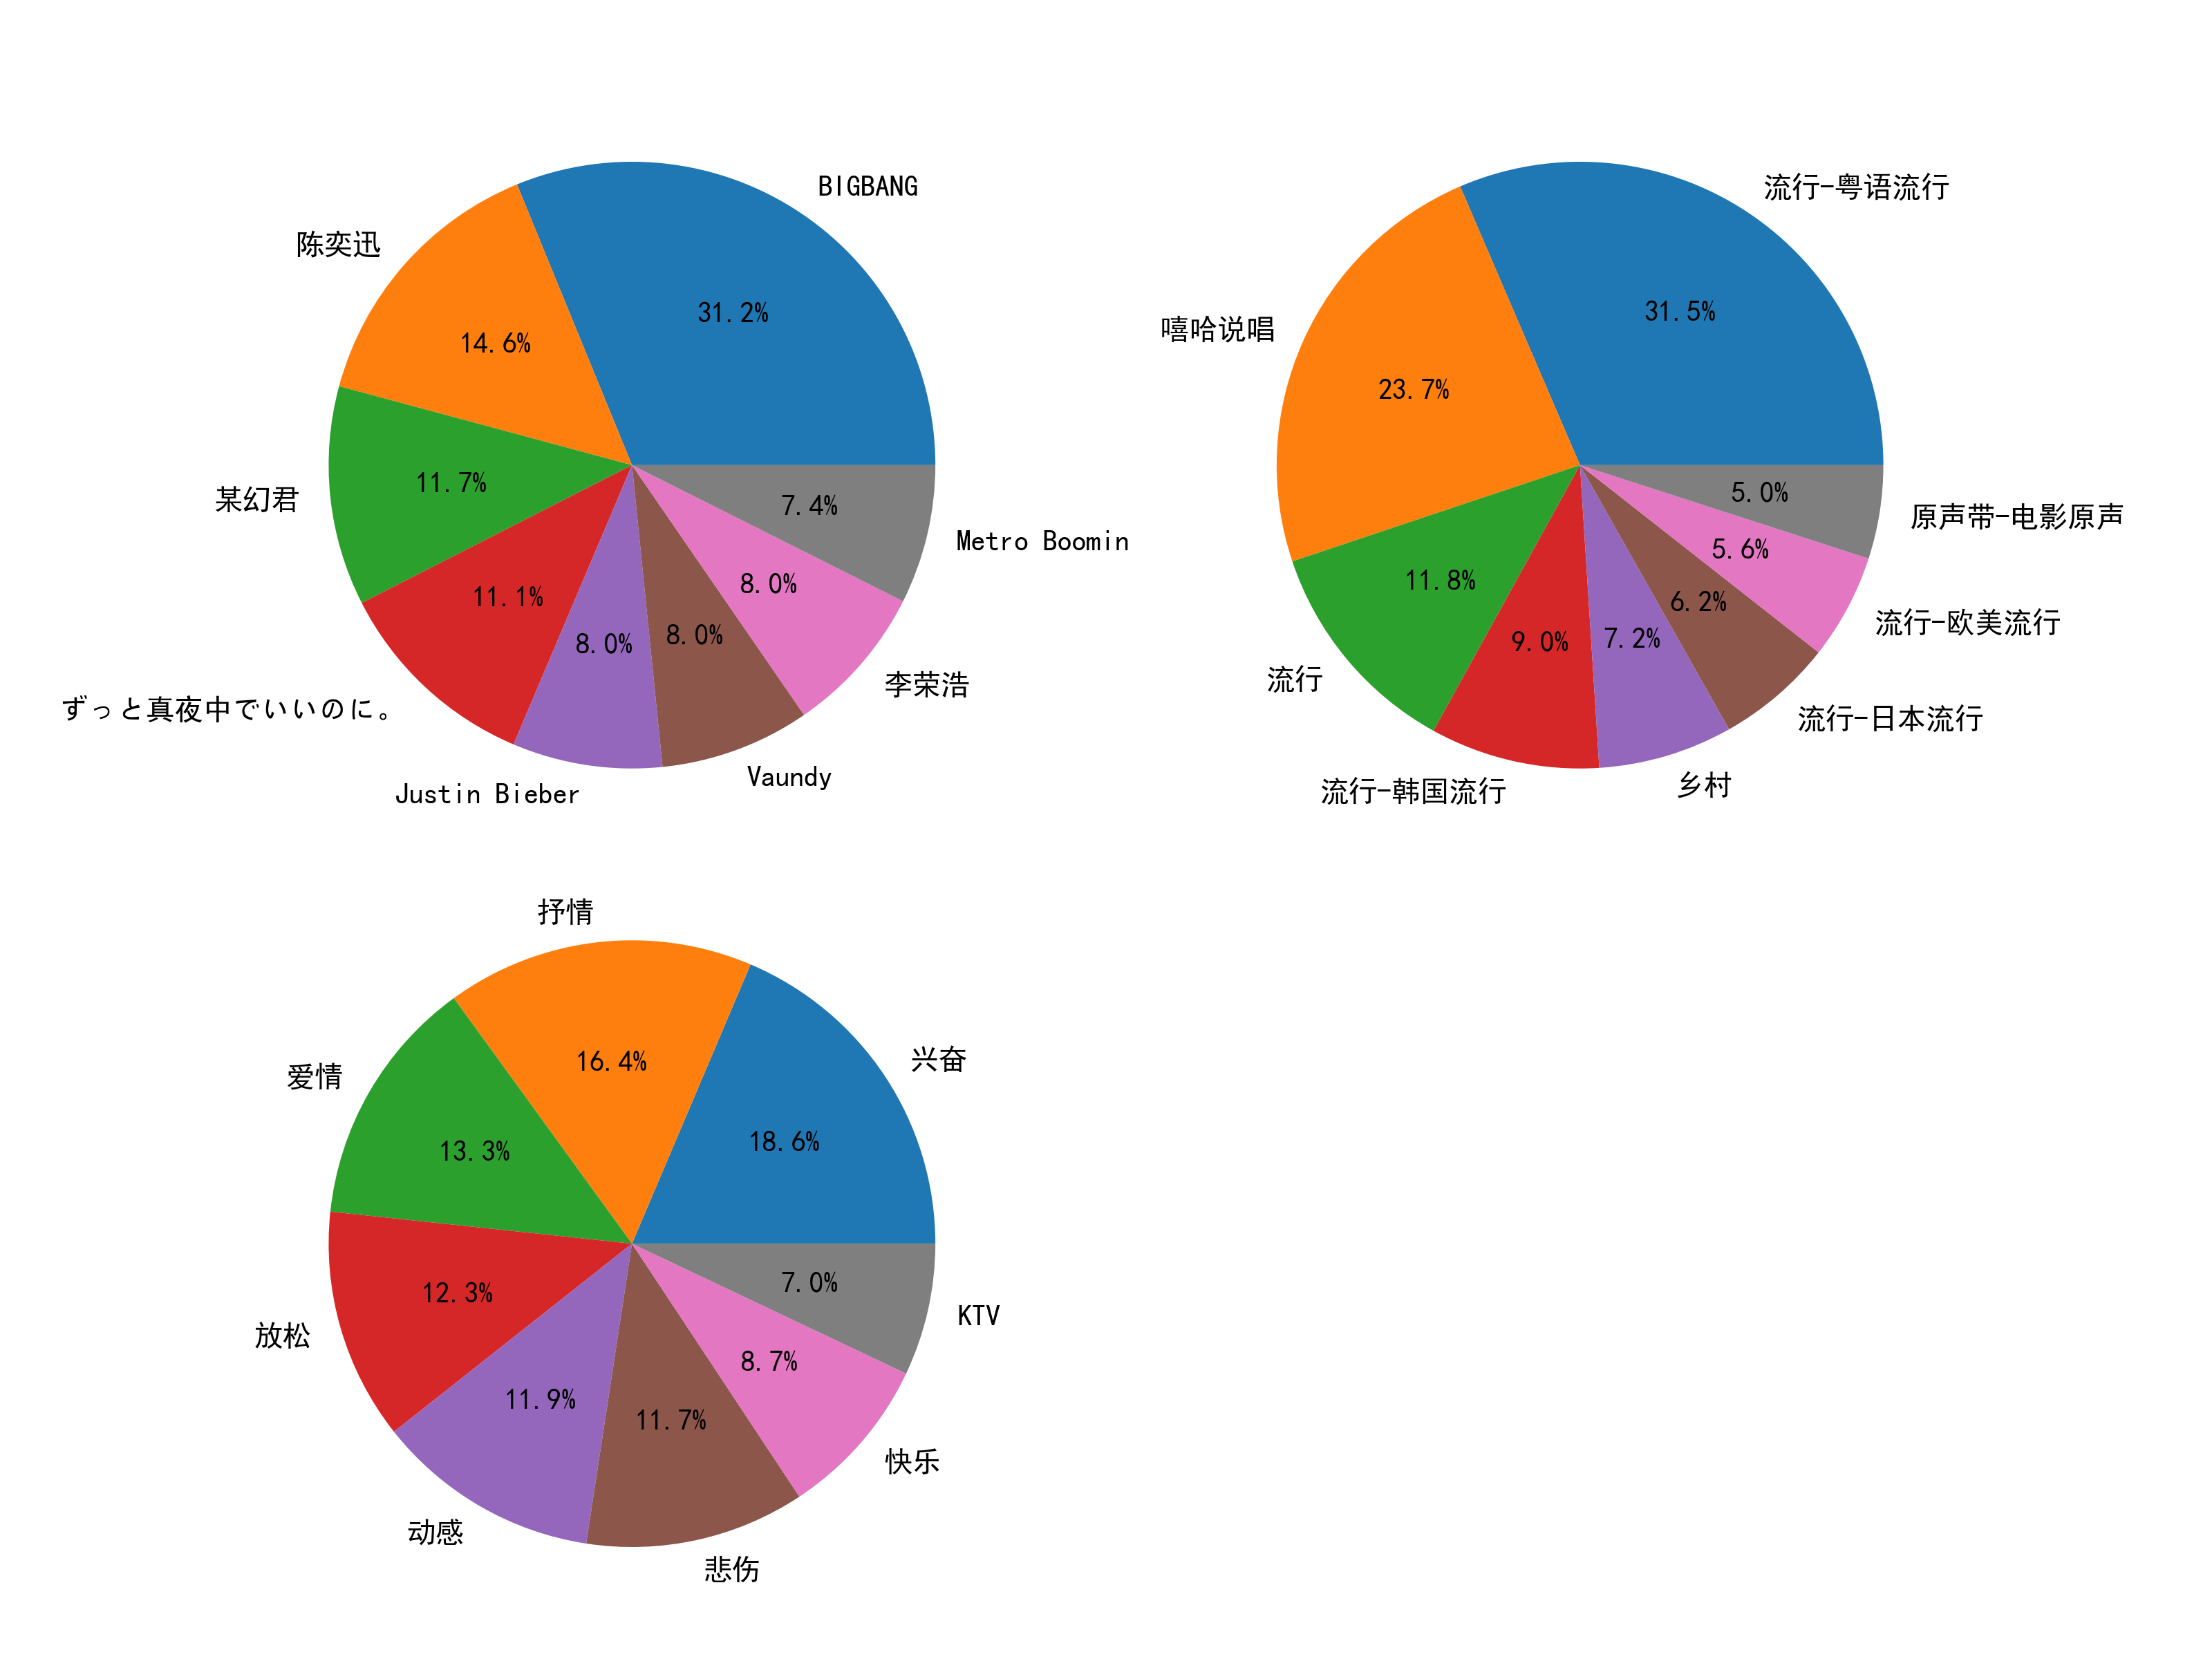 BIGBANG
31.2%
陈奕迅
14.6%
某幻君
11.7%
ずっと真夜中でいいのに。
11.1%
Justin Bieber
8.0%
Vaundy
8.0%
李荣浩
8.0%
Metro Boomin
7.4%
流行-粤语流行
31.5%
嘻哈说唱
23.7%
流行
11.8%
流行-韩国流行
9.0%
乡村
7.2%
流行-日本流行
6.2%
流行-欧美流行
5.6%
原声带-电影原声
5.0%
兴奋
18.6%
抒情
16.4%
爱情
13.3%
放松
12.3%
动感
11.9%
悲伤
11.7%
快乐
8.7%
KTV
7.0%